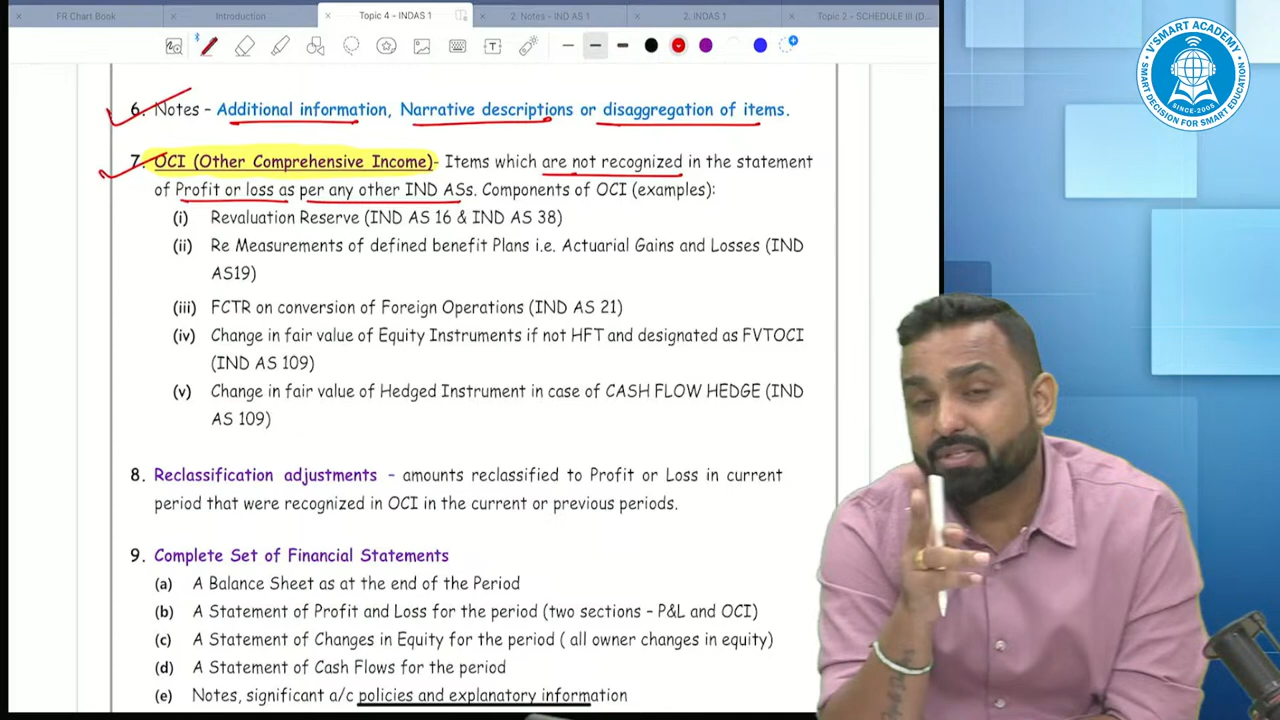 FR Chart Book
Introduction
Topic 4 - INDAS 1
2. Notes - IND AS 1
2. INDAS 1
Topic 2 - SCHEDULE III (D...
V'SMART ACADEMY
SMART DECISION FOR SMART EDUCATION
SINCE-2005
6. Notes – Additional information, Narrative descriptions or disaggregation of items.
7. OCI (Other Comprehensive Income)- Items which are not recognized in the statement
of Profit or loss as per any other IND ASs. Components of OCI (examples):
(i) Revaluation Reserve (IND AS 16 & IND AS 38)
(ii) Re Measurements of defined benefit Plans i.e. Actuarial Gains and Losses (IND
AS19)
(iii) FCTR on conversion of Foreign Operations (IND AS 21)
(iv) Change in fair value of Equity Instruments if not HFT and designated as FVTOCI
(IND AS 109)
(v) Change in fair value of Hedged Instrument in case of CASH FLOW HEDGE (IND
AS 109)
8. Reclassification adjustments – amounts reclassified to Profit or Loss in current
period that were recognized in OCI in the current or previous periods.
9. Complete Set of Financial Statements
(a) A Balance Sheet as at the end of the Period
(b) A Statement of Profit and Loss for the period (two sections – P&L and OCI)
(c) A Statement of Changes in Equity for the period ( all owner changes in equity)
(d) A Statement of Cash Flows for the period
(e) Notes, significant a/c policies and explanatory information